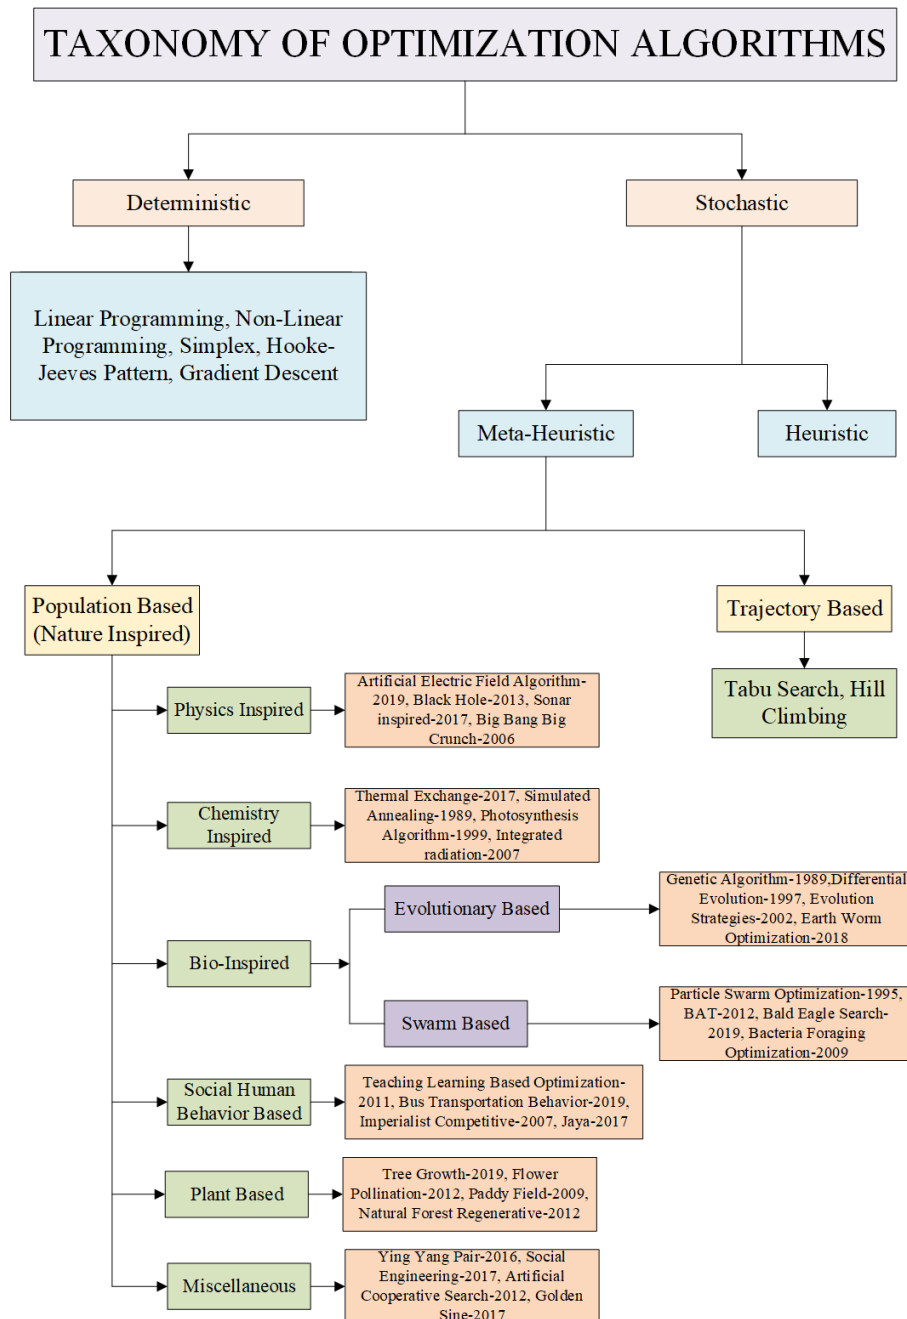 TAXONOMY OF OPTIMIZATION ALGORITHMS
Deterministic
Stochastic
Linear Programming, Non-Linear
Programming, Simplex, Hooke-
Jeeves Pattern, Gradient Descent
Meta-Heuristic
Heuristic
Population Based
(Nature Inspired)
Trajectory Based
Tabu Search, Hill
Climbing
Physics Inspired
Artificial Electric Field Algorithm-
2019, Black Hole-2013, Sonar
inspired-2017, Big Bang Big
Crunch-2006
Chemistry
Inspired
Thermal Exchange-2017, Simulated
Annealing-1989, Photosynthesis
Algorithm-1999, Integrated
radiation-2007
Bio-Inspired
Evolutionary Based
Genetic Algorithm-1989,Differential
Evolution-1997, Evolution
Strategies-2002, Earth Worm
Optimization-2018
Swarm Based
Particle Swarm Optimization-1995,
BAT-2012, Bald Eagle Search-
2019, Bacteria Foraging
Optimization-2009
Social Human
Behavior Based
Teaching Learning Based Optimization-
2011, Bus Transportation Behavior-2019,
Imperialist Competitive-2007, Jaya-2017
Plant Based
Tree Growth-2019, Flower
Pollination-2012, Paddy Field-2009,
Natural Forest Regenerative-2012
Miscellaneous
Ying Yang Pair-2016, Social
Engineering-2017, Artificial
Cooperative Search-2012, Golden
Sine-2017